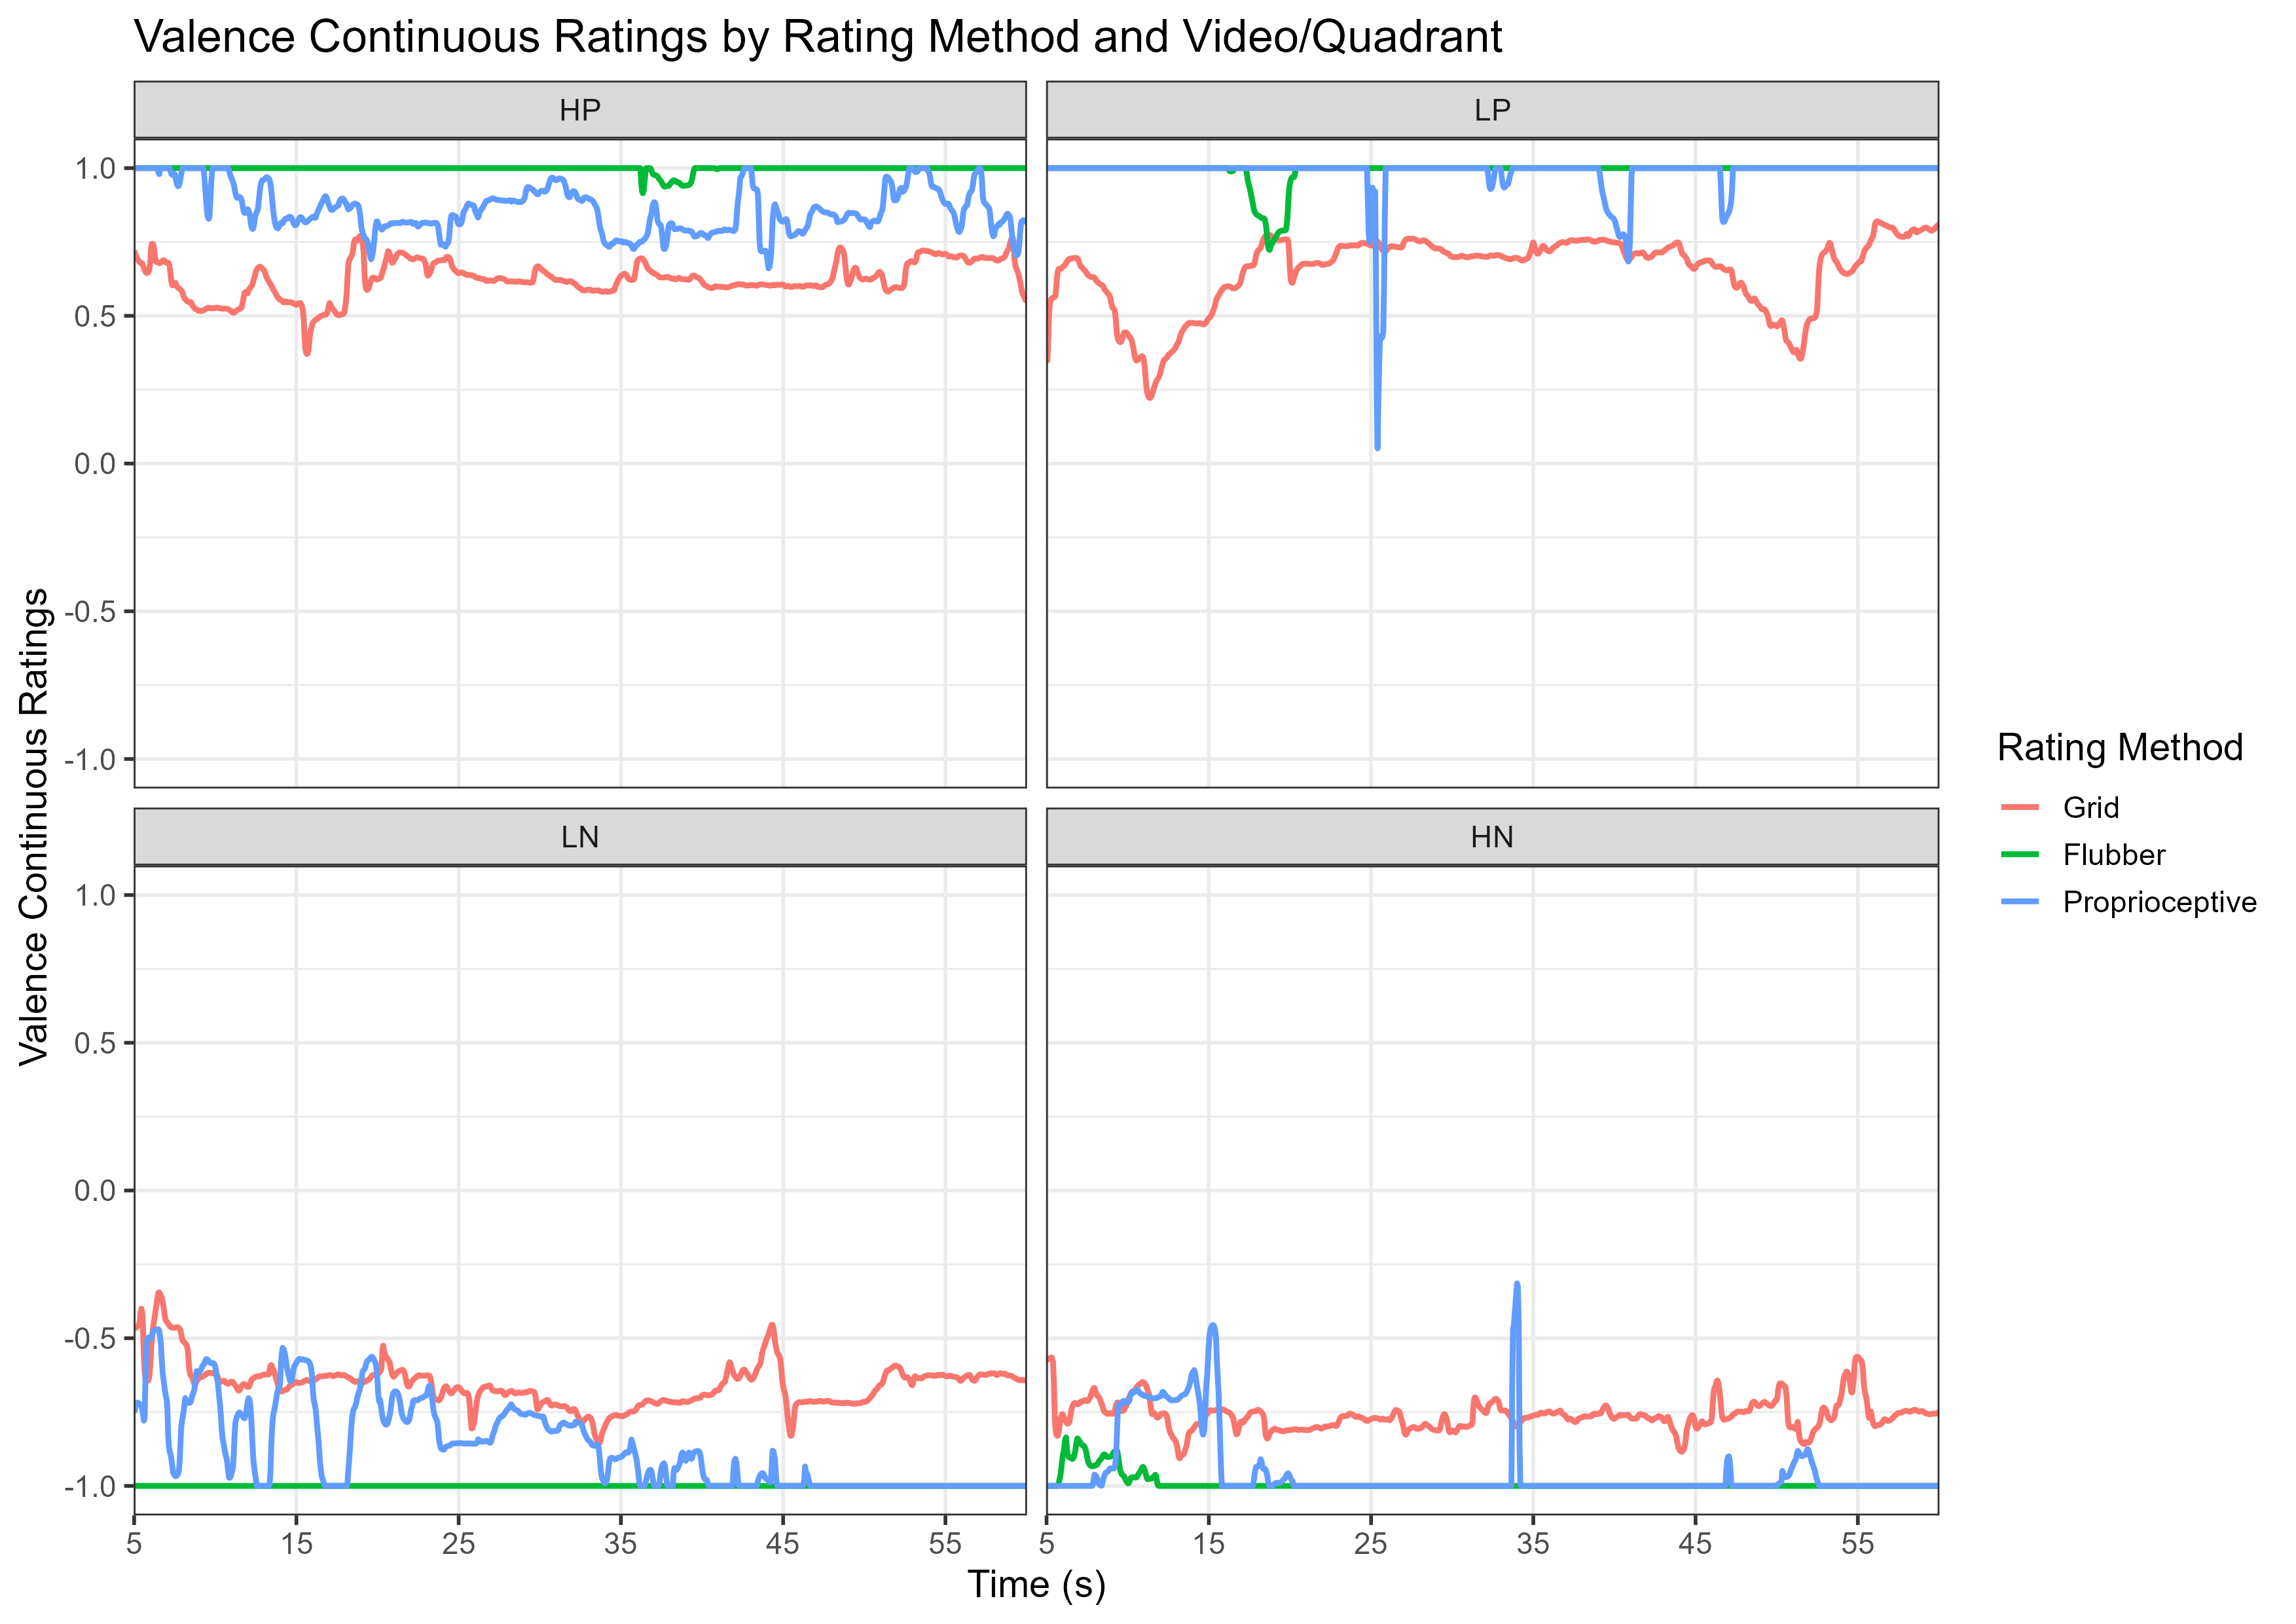 Valence Continuous Ratings by Rating Method and Video/Quadrant
HP
LP
1.0
0.5
0.0
-0.5
-1.0
LN
HN
1.0
0.5
0.0
-0.5
-1.0
5 15 25 35 45 55
5 15 25 35 45 55
Time (s)
Valence Continuous Ratings
Rating Method
Grid
Flubber
Proprioceptive